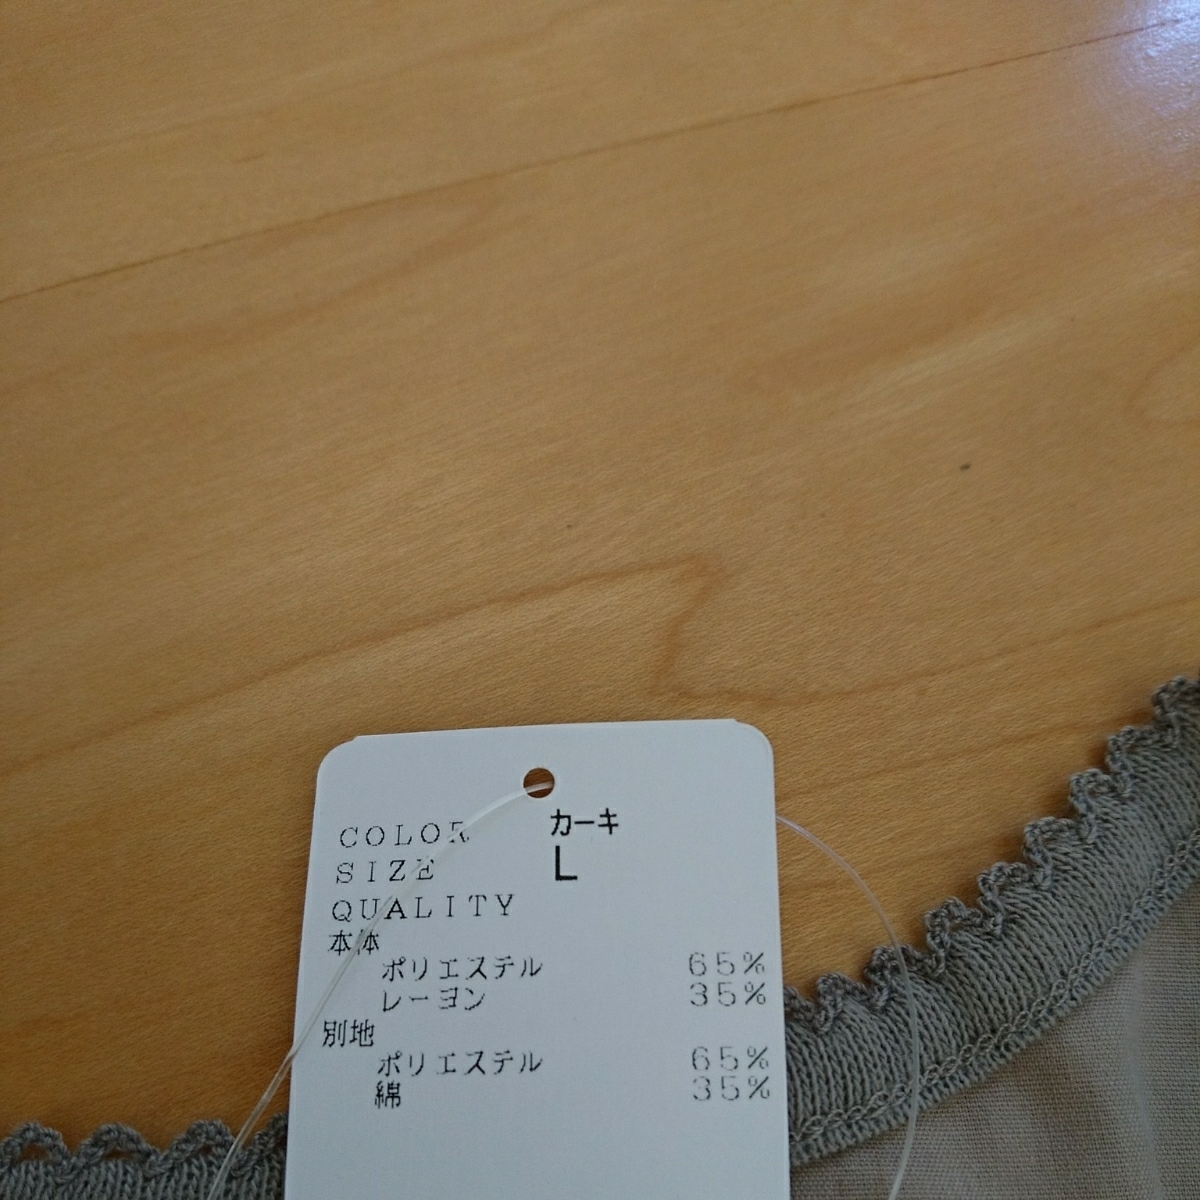 COLOR カーキ
SIZE L
QUALITY
本体
ポリエステル 65%
レーヨン 35%
別地
ポリエステル 65%
綿 35%